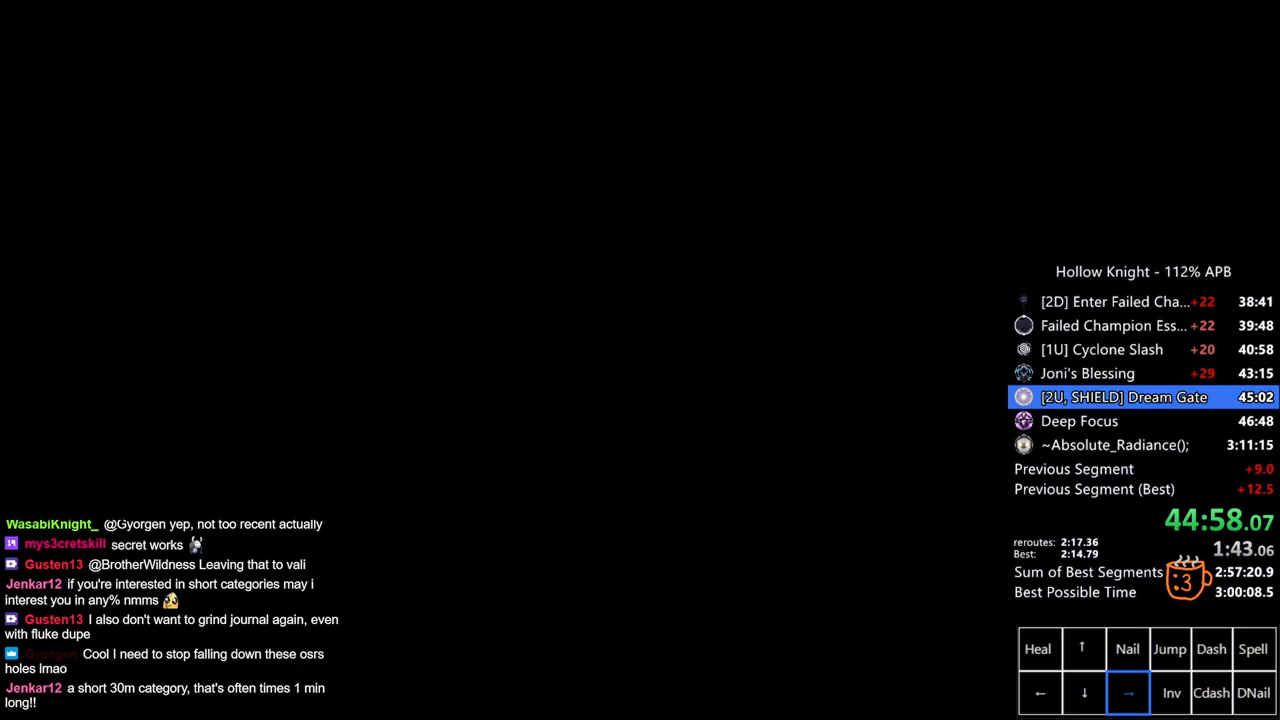 Hollow Knight - 112% APB
[2D] Enter Failed Cha... +22 38:41
Failed Champion Ess... +22 39:48
[1U] Cyclone Slash +20 40:58
Joni's Blessing +29 43:15
[2U, SHIELD] Dream Gate 45:02
Deep Focus 46:48
~Absolute_Radiance(); 3:11:15
Previous Segment +9.0
Previous Segment (Best) +12.5
44:58.07
reroutes: 2:17.36
Best: 2:14.79
1:43.06
Sum of Best Segments 2:57:20.9
Best Possible Time 3:00:08.5
:3
Heal ↑ Nail Jump Dash Spell
← ↓ → Inv Cdash DNail
WasabiKnight_ @Gyorgen yep, not too recent actually
mys3cretskill secret works
Gusten13 @BrotherWildness Leaving that to vali
Jenkar12 if you're interested in short categories may i
interest you in any% nmms
Gusten13 I also don't want to grind journal again, even
with fluke dupe
Gyorgen Cool I need to stop falling down these osrs
holes lmao
Jenkar12 a short 30m category, that's often times 1 min
long!!